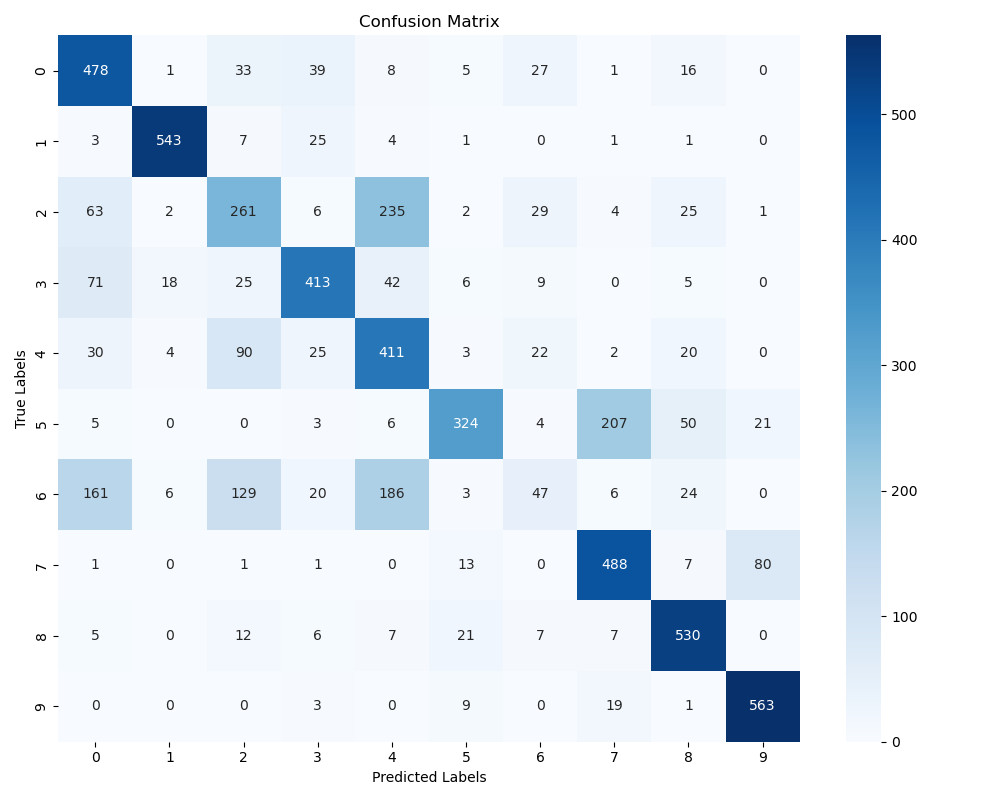 Confusion Matrix
0 478 1 33 39 8 5 27 1 16 0
1 3 543 7 25 4 1 0 1 1 0
2 63 2 261 6 235 2 29 4 25 1
3 71 18 25 413 42 6 9 0 5 0
4 30 4 90 25 411 3 22 2 20 0
5 5 0 0 3 6 324 4 207 50 21
6 161 6 129 20 186 3 47 6 24 0
7 1 0 1 1 0 13 0 488 7 80
8 5 0 12 6 7 21 7 7 530 0
9 0 0 0 3 0 9 0 19 1 563
0 1 2 3 4 5 6 7 8 9
Predicted Labels
True Labels
500
400
300
200
100
0